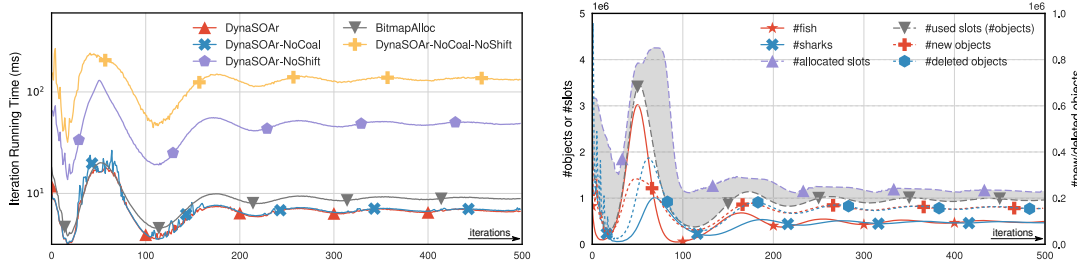 Iteration Running Time (ms)
10²
10¹
DynaSOAr
DynaSOAr-NoCoal
DynaSOAr-NoShift
BitmapAlloc
DynaSOAr-NoCoal-NoShift
iterations
0 100 200 300 400 500
1e6
#objects or #slots
5
4
3
2
1
0
#fish
#sharks
#allocated slots
#used slots (#objects)
#new objects
#deleted objects
iterations
0 100 200 300 400 500
1e6
1,0
0,8
0,6
0,4
0,2
0,0
#new/deleted objects